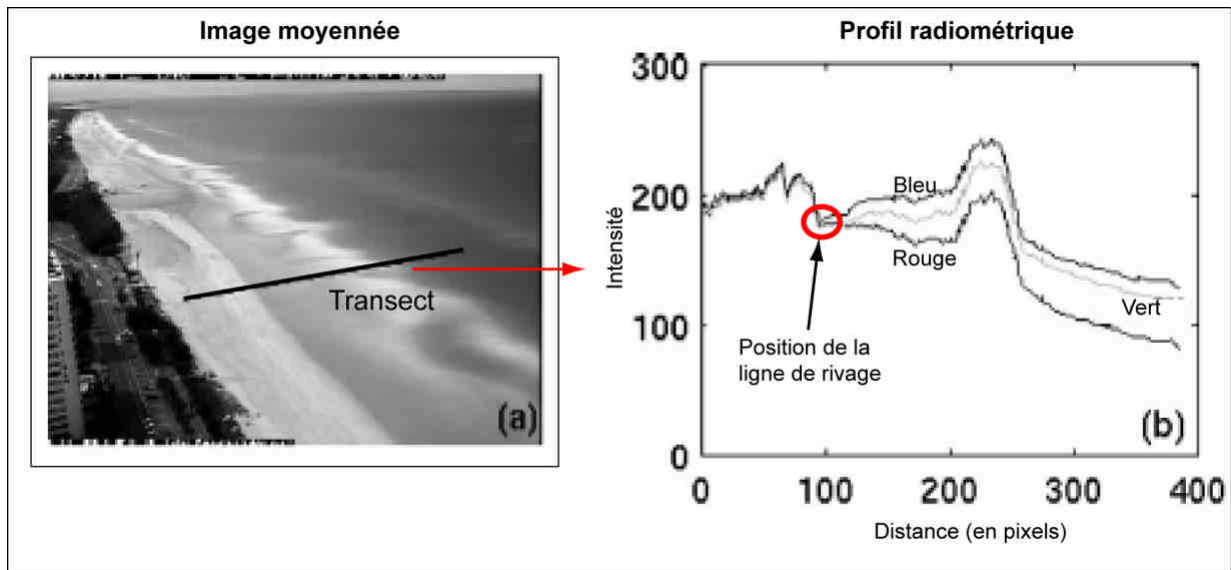 Image moyennée
Transect
(a)
Profil radiométrique
300
200
100
0
Intensité
Bleu
Rouge
Vert
Position de la
ligne de rivage
(b)
0 100 200 300 400
Distance (en pixels)